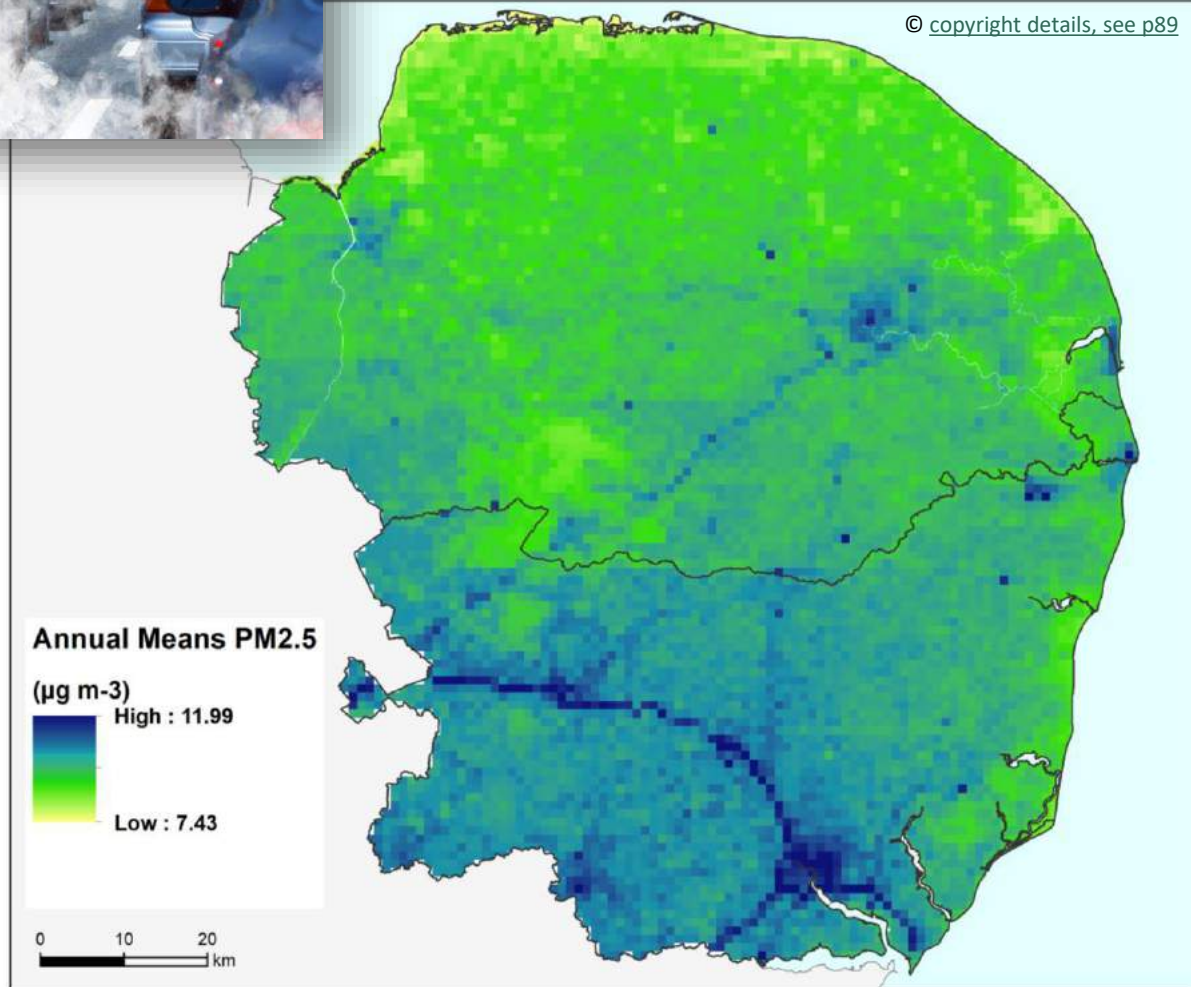 © copyright details, see p89
Annual Means PM2.5
(µg m-3)
High : 11.99
Low : 7.43
0 10 20
km